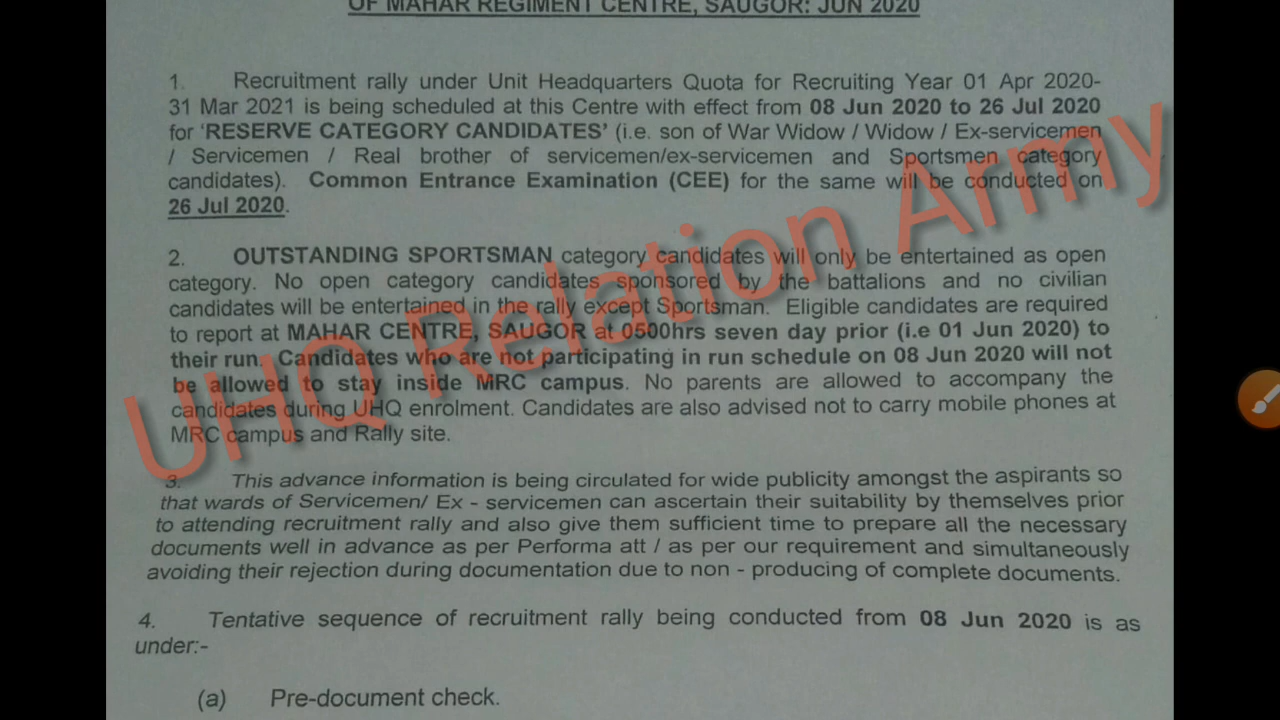 OF MAHAR REGIMENT CENTRE, SAUGOR: JUN 2020
1. Recruitment rally under Unit Headquarters Quota for Recruiting Year 01 Apr 2020-
31 Mar 2021 is being scheduled at this Centre with effect from 08 Jun 2020 to 26 Jul 2020
for 'RESERVE CATEGORY CANDIDATES' (i.e. son of War Widow / Widow / Ex-servicemen
/ Servicemen / Real brother of servicemen/ex-servicemen and Sportsmen category
candidates). Common Entrance Examination (CEE) for the same will be conducted on
26 Jul 2020.
2. OUTSTANDING SPORTSMAN category candidates will only be entertained as open
category. No open category candidates sponsored by the battalions and no civilian
candidates will be entertained in the rally except Sportsman. Eligible candidates are required
to report at MAHAR CENTRE, SAUGOR at 0500hrs seven day prior (i.e 01 Jun 2020) to
their run. Candidates who are not participating in run schedule on 08 Jun 2020 will not
be allowed to stay inside MRC campus. No parents are allowed to accompany the
candidates during UHQ enrolment. Candidates are also advised not to carry mobile phones at
MRC campus and Rally site.
3. This advance information is being circulated for wide publicity amongst the aspirants so
that wards of Servicemen/ Ex - servicemen can ascertain their suitability by themselves prior
to attending recruitment rally and also give them sufficient time to prepare all the necessary
documents well in advance as per Performa att / as per our requirement and simultaneously
avoiding their rejection during documentation due to non - producing of complete documents.
4. Tentative sequence of recruitment rally being conducted from 08 Jun 2020 is as
under:-
(a) Pre-document check.
UHQ Relation Army